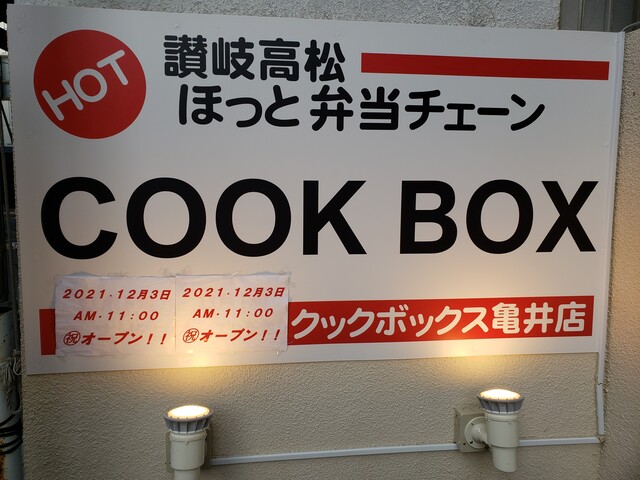 HOT
讃岐高松
ほっと弁当チェーン
COOK BOX
2021・12月3日
AM・11:00
㊗オープン!!
2021・12月3日
AM・11:00
㊗オープン!!
クックボックス亀井店